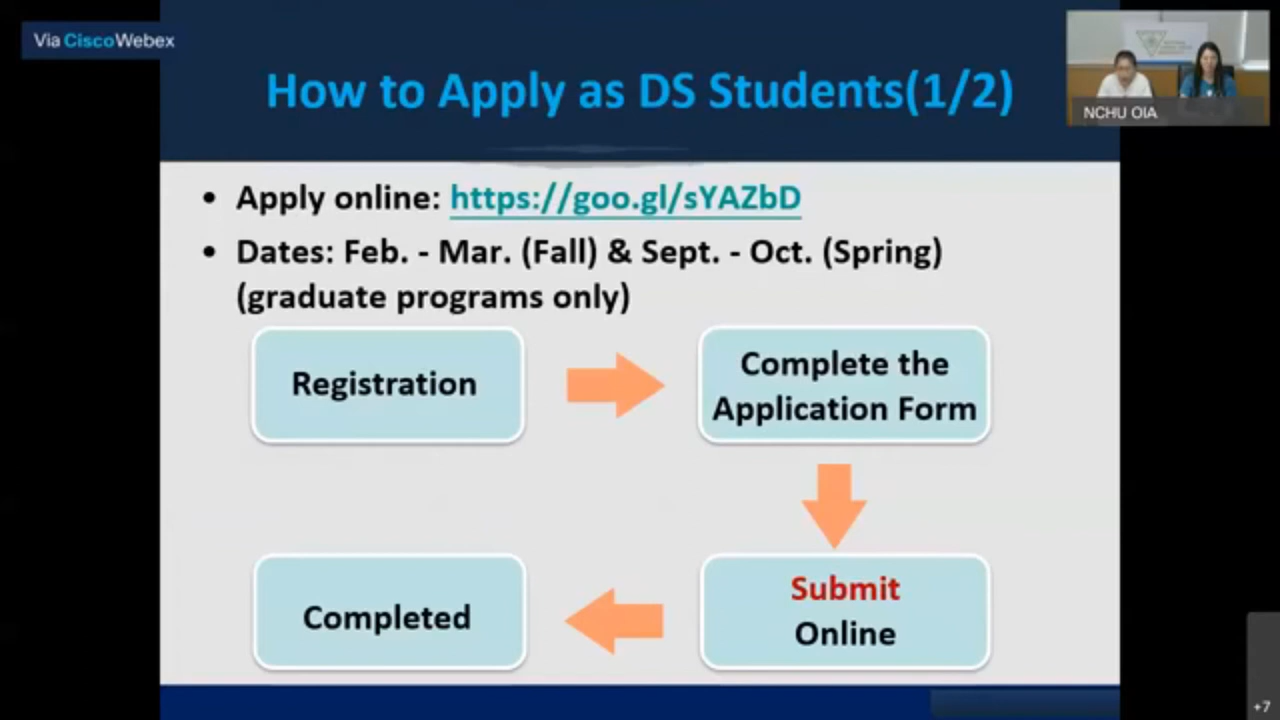 Via CiscoWebex
How to Apply as DS Students(1/2)
NCHU OIA
• Apply online: https://goo.gl/sYAZbD
• Dates: Feb. - Mar. (Fall) & Sept. - Oct. (Spring)
(graduate programs only)
Registration
Complete the
Application Form
Submit
Online
Completed
+7